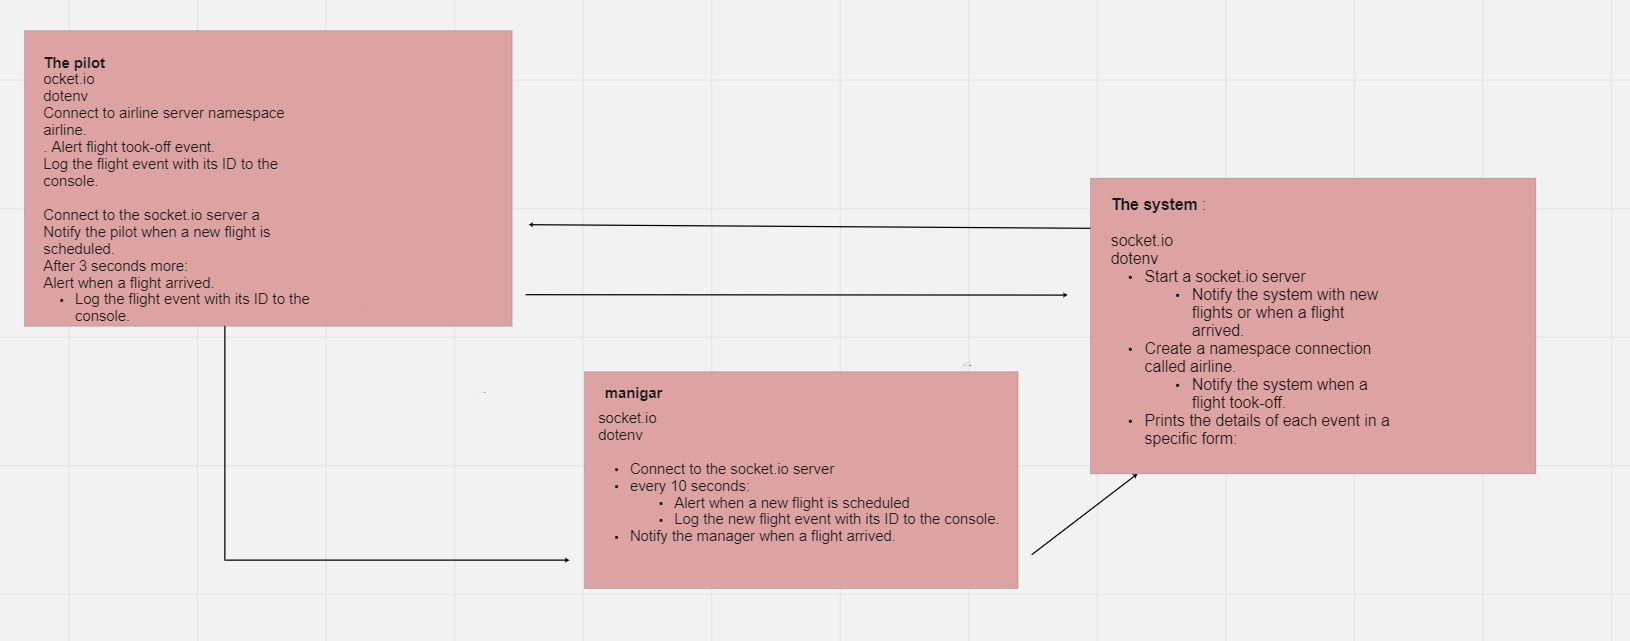 The pilot
ocket.io
dotenv
Connect to airline server namespace
airline.
. Alert flight took-off event.
Log the flight event with its ID to the
console.
Connect to the socket.io server a
Notify the pilot when a new flight is
scheduled.
After 3 seconds more:
Alert when a flight arrived.
• Log the flight event with its ID to the
console.
manigar
socket.io
dotenv
• Connect to the socket.io server
• every 10 seconds:
• Alert when a new flight is scheduled
• Log the new flight event with its ID to the console.
• Notify the manager when a flight arrived.
The system :
socket.io
dotenv
• Start a socket.io server
• Notify the system with new
flights or when a flight
arrived.
• Create a namespace connection
called airline.
• Notify the system when a
flight took-off.
• Prints the details of each event in a
specific form: